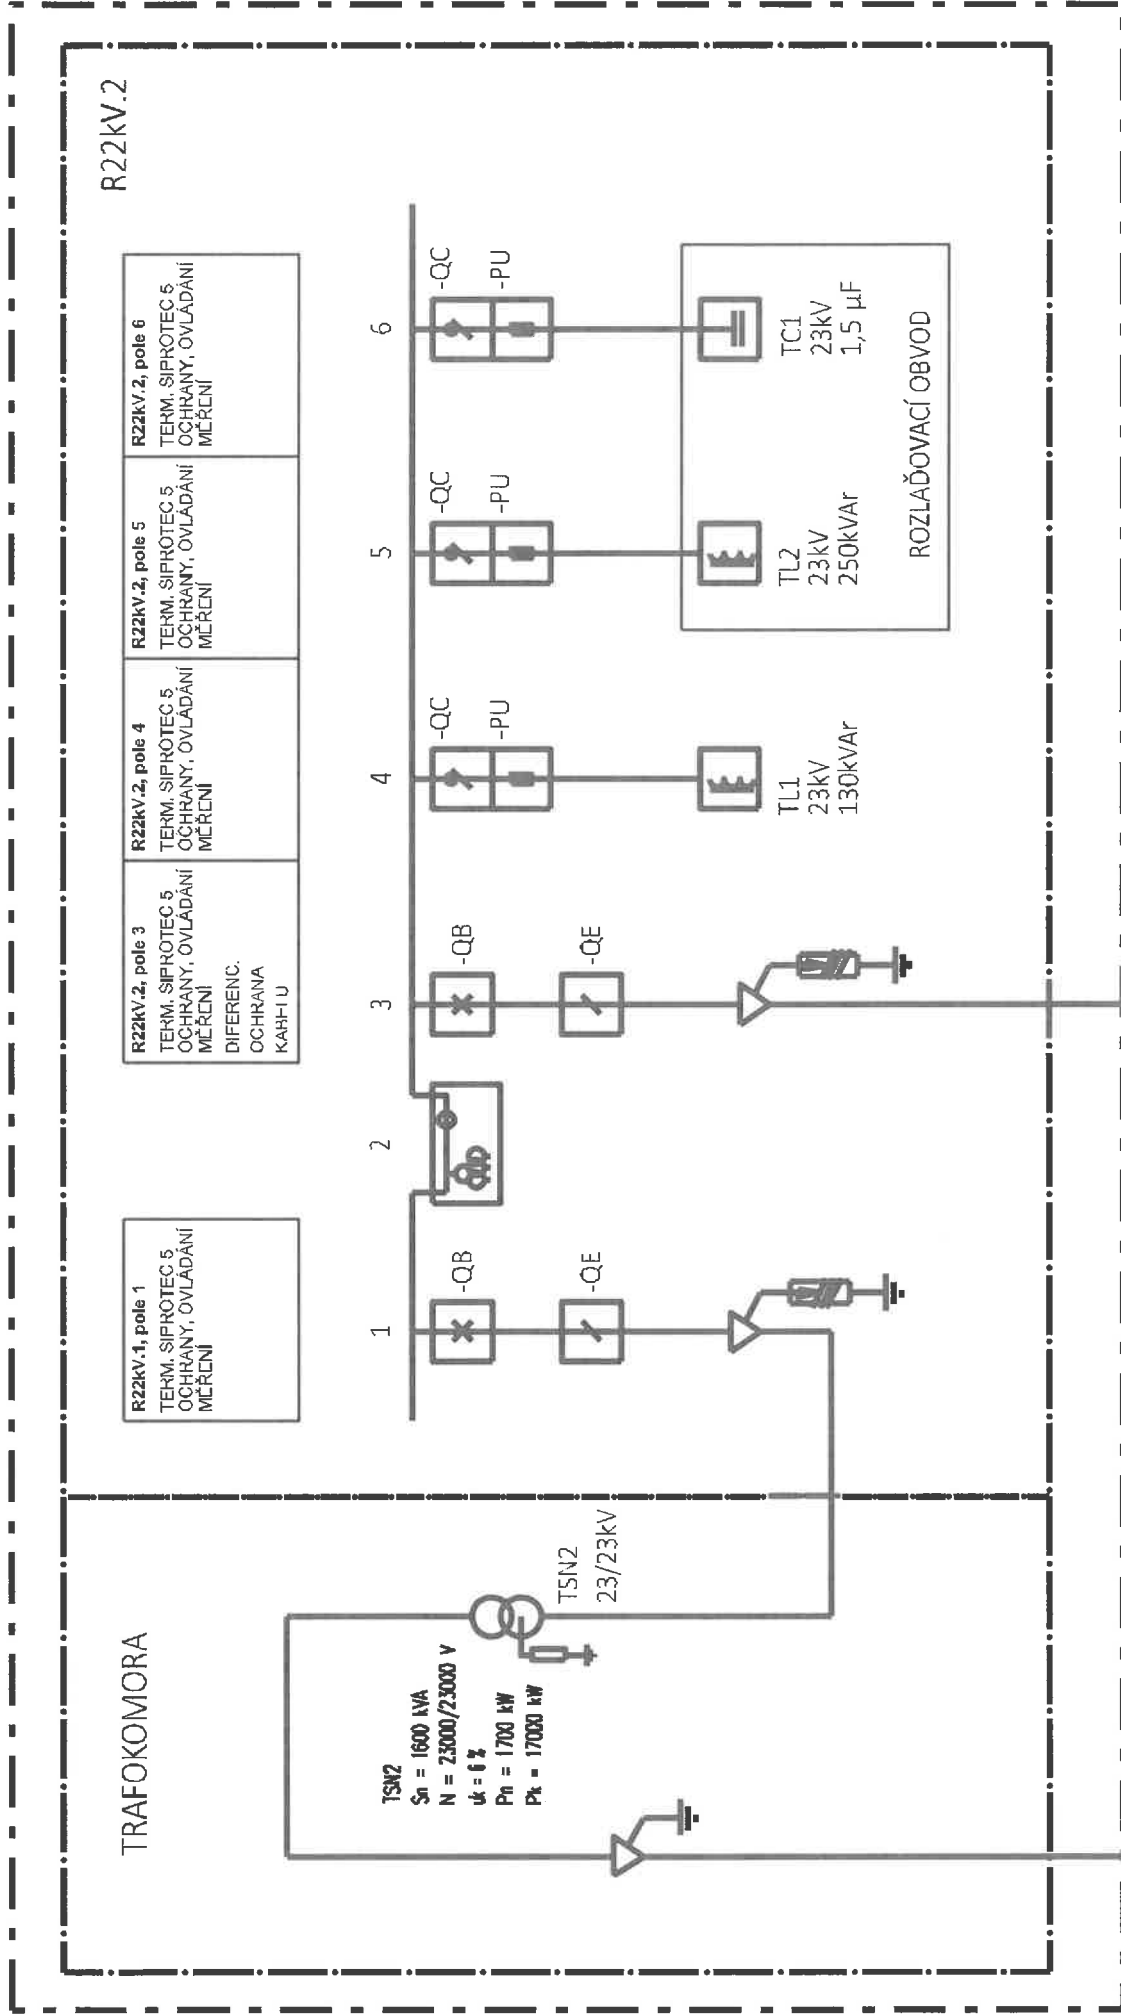 TRAFOKOMORA
R22kV.2
R22kV.1, pole 1
TERM. SIPROTEC 5
OCHRANY, OVLÁDÁNÍ
MĚŘENÍ
R22kV.2, pole 3
TERM. SIPROTEC 5
OCHRANY, OVLÁDÁNÍ
MĚŘENÍ
DIFERENC.
OCHRANA
KABELU
R22kV.2, pole 4
TERM. SIPROTEC 5
OCHRANY, OVLÁDÁNÍ
MĚŘENÍ
R22kV.2, pole 5
TERM. SIPROTEC 5
OCHRANY, OVLÁDÁNÍ
MĚŘENÍ
R22kV.2, pole 6
TERM. SIPROTEC 5
OCHRANY, OVLÁDÁNÍ
MĚŘENÍ
1
2
3
4
5
6
-QB
-QE
-QB
-QE
-QC
-PU
-QC
-PU
-QC
-PU
TSN2
Sn = 1600 kVA
N = 23000/23000 V
uk = 6 %
Pn = 1700 kW
Pk = 17000 kW
TSN2
23/23kV
TL1
23kV
130kVAr
TL2
23kV
250kVAr
TC1
23kV
1,5 µF
ROZLAĎOVACÍ OBVOD